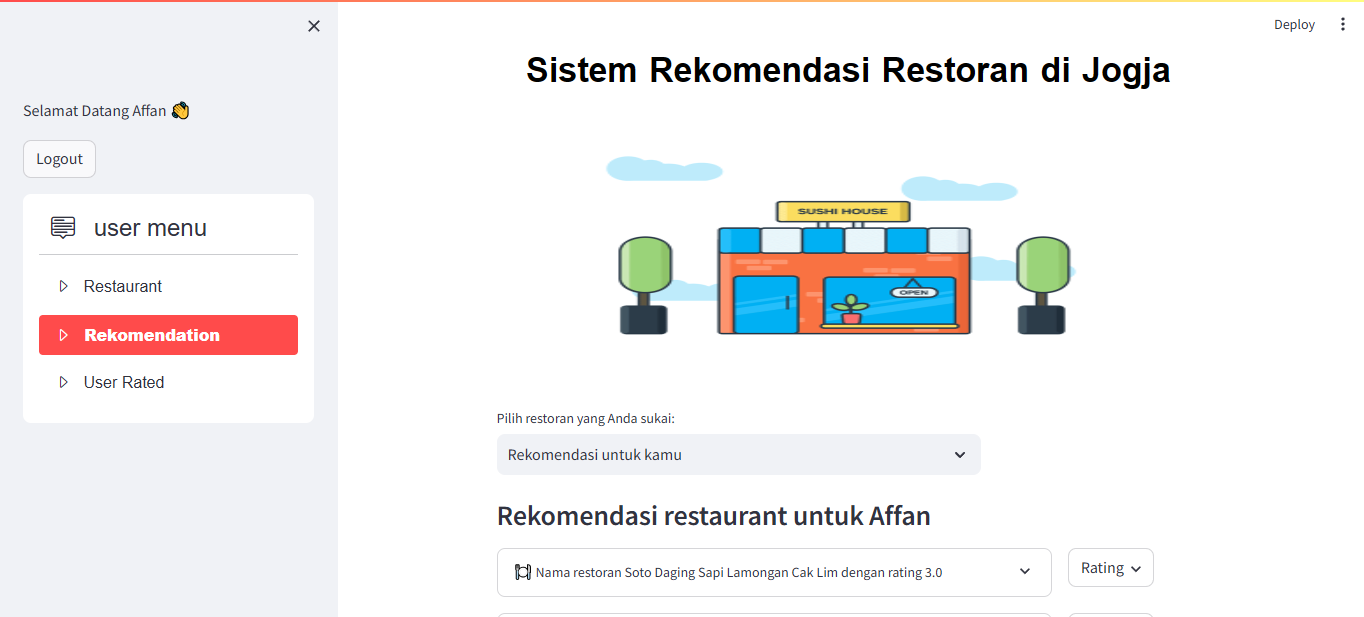 Deploy
Sistem Rekomendasi Restoran di Jogja
Selamat Datang Affan 👏
Logout
user menu
Restaurant
Rekomendation
User Rated
SUSHI HOUSE
OPEN
Pilih restoran yang Anda sukai:
Rekomendasi untuk kamu
Rekomendasi restaurant untuk Affan
🍽 Nama restoran Soto Daging Sapi Lamongan Cak Lim dengan rating 3.0
Rating